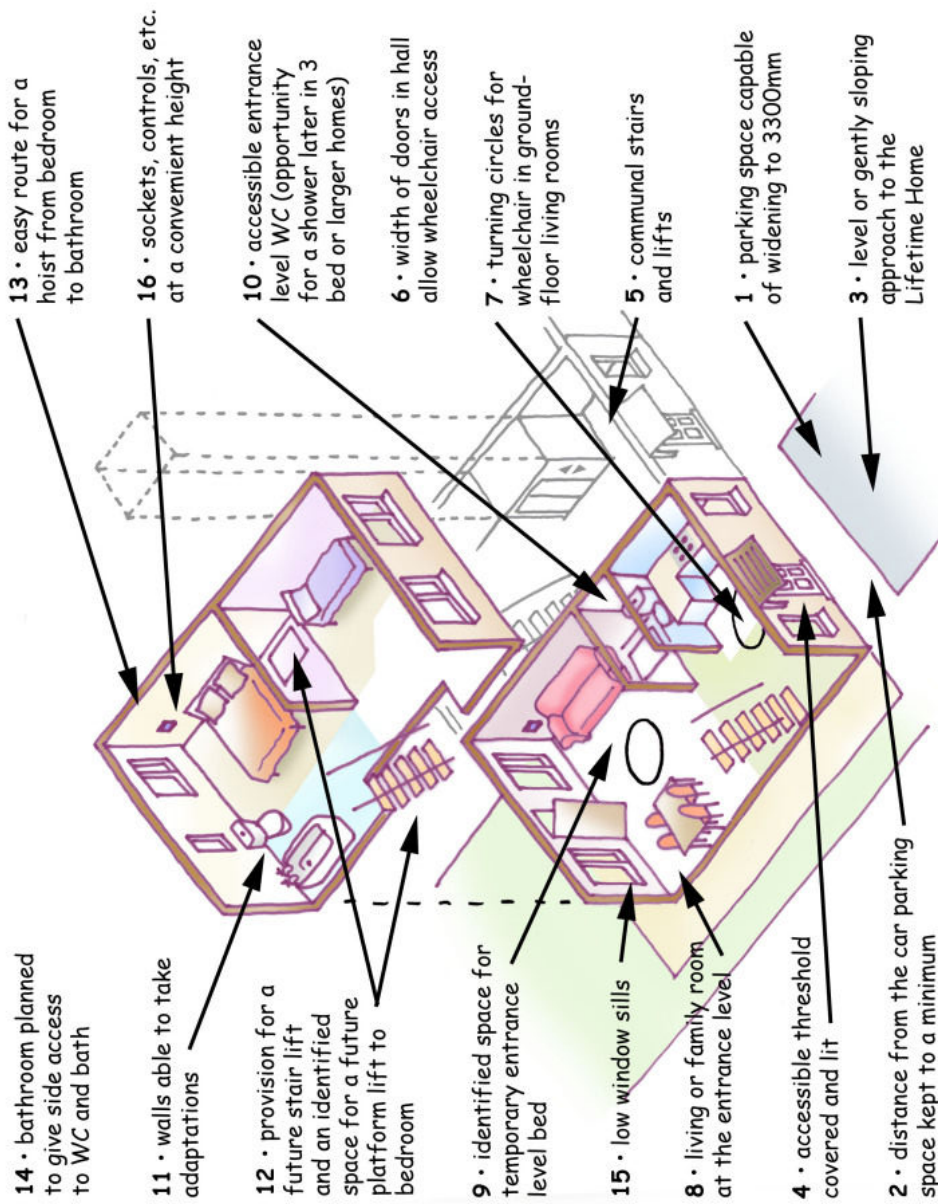 14 • bathroom planned
to give side access
to WC and bath
11 • walls able to take
adaptations
12 • provision for a
future stair lift
and an identified
space for a future
platform lift to
bedroom
9 • identified space for
temporary entrance
level bed
15 • low window sills
8 • living or family room
at the entrance level
4 • accessible threshold
covered and lit
2 • distance from the car parking
space kept to a minimum
13 • easy route for a
hoist from bedroom
to bathroom
16 • sockets, controls, etc.
at a convenient height
10 • accessible entrance
level WC (opportunity
for a shower later in 3
bed or larger homes)
6 • width of doors in hall
allow wheelchair access
7 • turning circles for
wheelchair in ground-
floor living rooms
5 • communal stairs
and lifts
1 • parking space capable
of widening to 3300mm
3 • level or gently sloping
approach to the
Lifetime Home